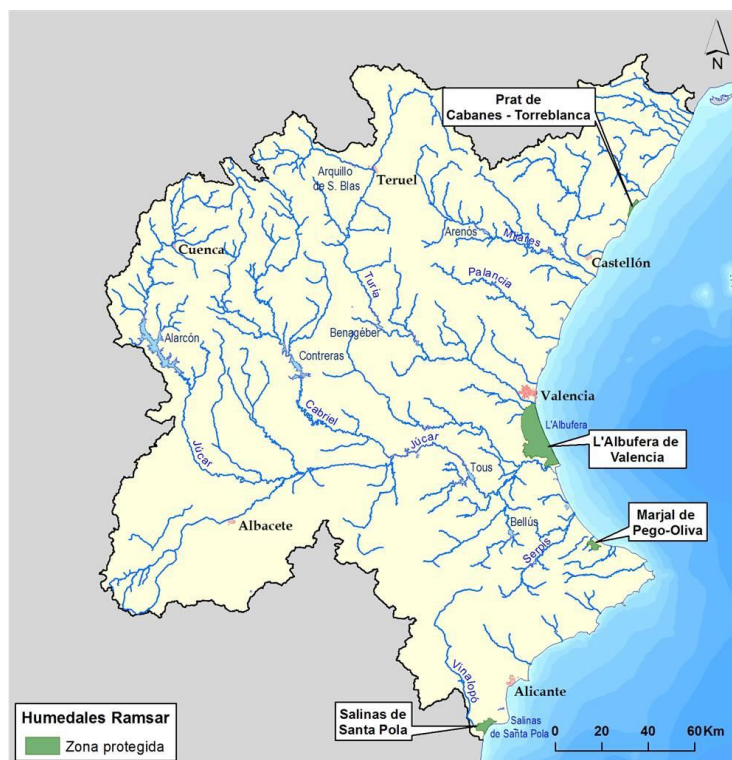 N
Prat de
Cabanes - Torreblanca
Arquillo
de S. Blas
Teruel
Arenós
Mijares
Cuenca
Castellón
Palancia
Turia
Alarcón
Benagéber
Contreras
Valencia
Cabriel
L'Albufera
L'Albufera de
Valencia
Júcar
Júcar
Tous
Albacete
Bellús
Marjal de
Pego-Oliva
Serpis
Vinalopó
Alicante
Salinas de
Santa Pola
Salinas
de Santa Pola
Humedales Ramsar
Zona protegida
0 20 40 60 Km